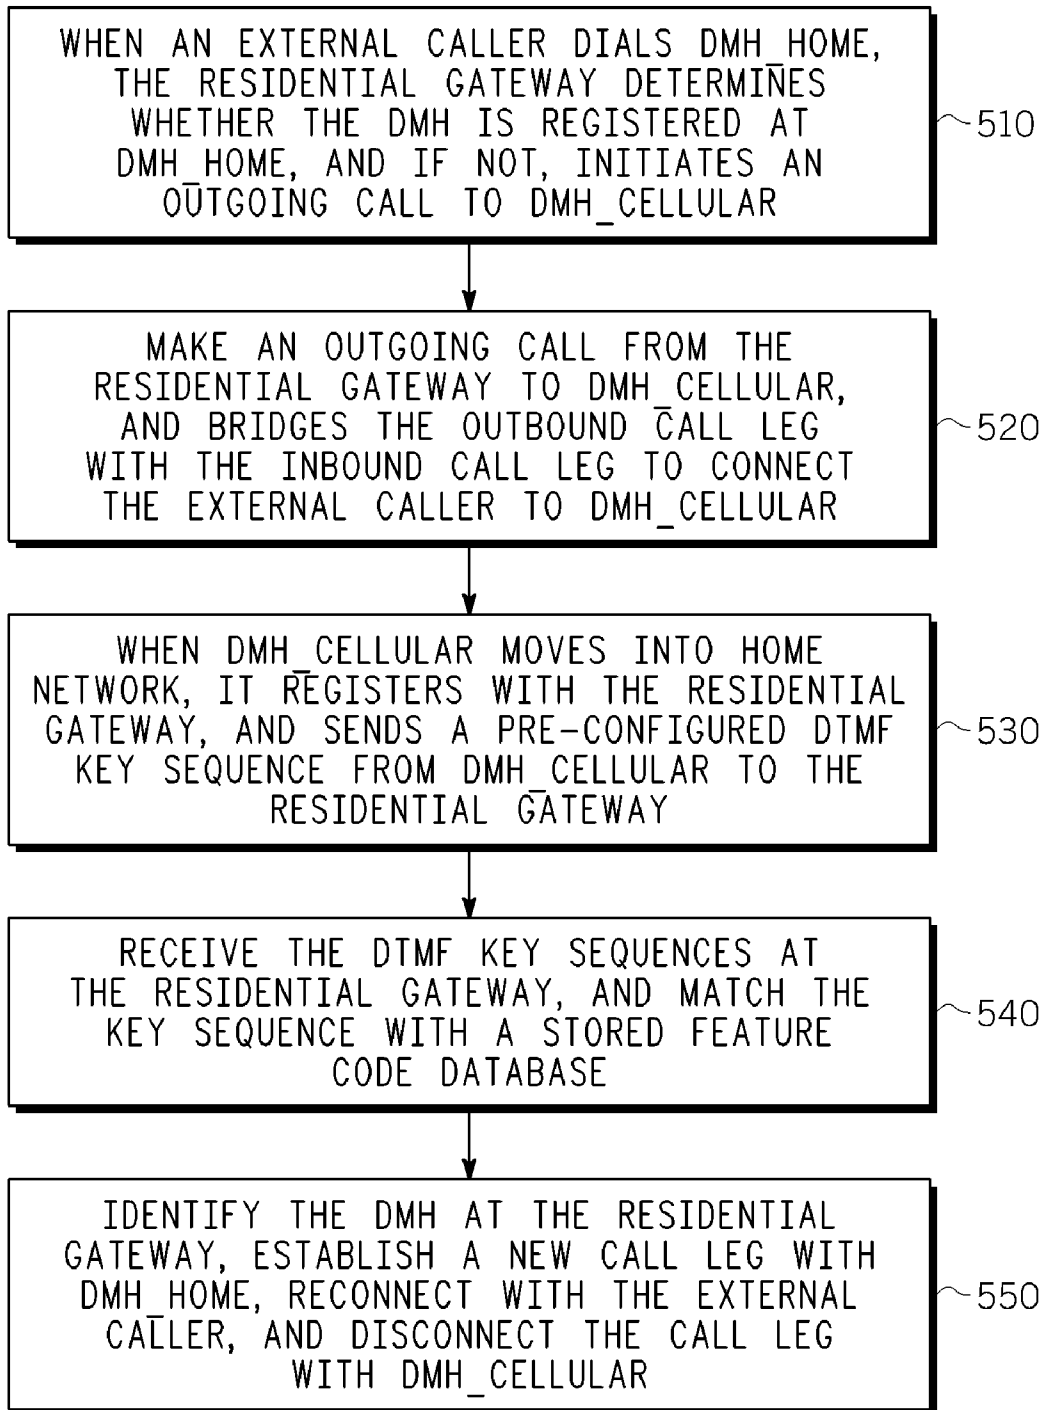 WHEN AN EXTERNAL CALLER DIALS DMH_HOME,
THE RESIDENTIAL GATEWAY DETERMINES
WHETHER THE DMH IS REGISTERED AT
DMH_HOME, AND IF NOT, INITIATES AN
OUTGOING CALL TO DMH_CELLULAR
510
MAKE AN OUTGOING CALL FROM THE
RESIDENTIAL GATEWAY TO DMH_CELLULAR,
AND BRIDGES THE OUTBOUND CALL LEG
WITH THE INBOUND CALL LEG TO CONNECT
THE EXTERNAL CALLER TO DMH_CELLULAR
520
WHEN DMH_CELLULAR MOVES INTO HOME
NETWORK, IT REGISTERS WITH THE RESIDENTIAL
GATEWAY, AND SENDS A PRE-CONFIGURED DTMF
KEY SEQUENCE FROM DMH_CELLULAR TO THE
RESIDENTIAL GATEWAY
530
RECEIVE THE DTMF KEY SEQUENCES AT
THE RESIDENTIAL GATEWAY, AND MATCH THE
KEY SEQUENCE WITH A STORED FEATURE
CODE DATABASE
540
IDENTIFY THE DMH AT THE RESIDENTIAL
GATEWAY, ESTABLISH A NEW CALL LEG WITH
DMH_HOME, RECONNECT WITH THE EXTERNAL
CALLER, AND DISCONNECT THE CALL LEG
WITH DMH_CELLULAR
550